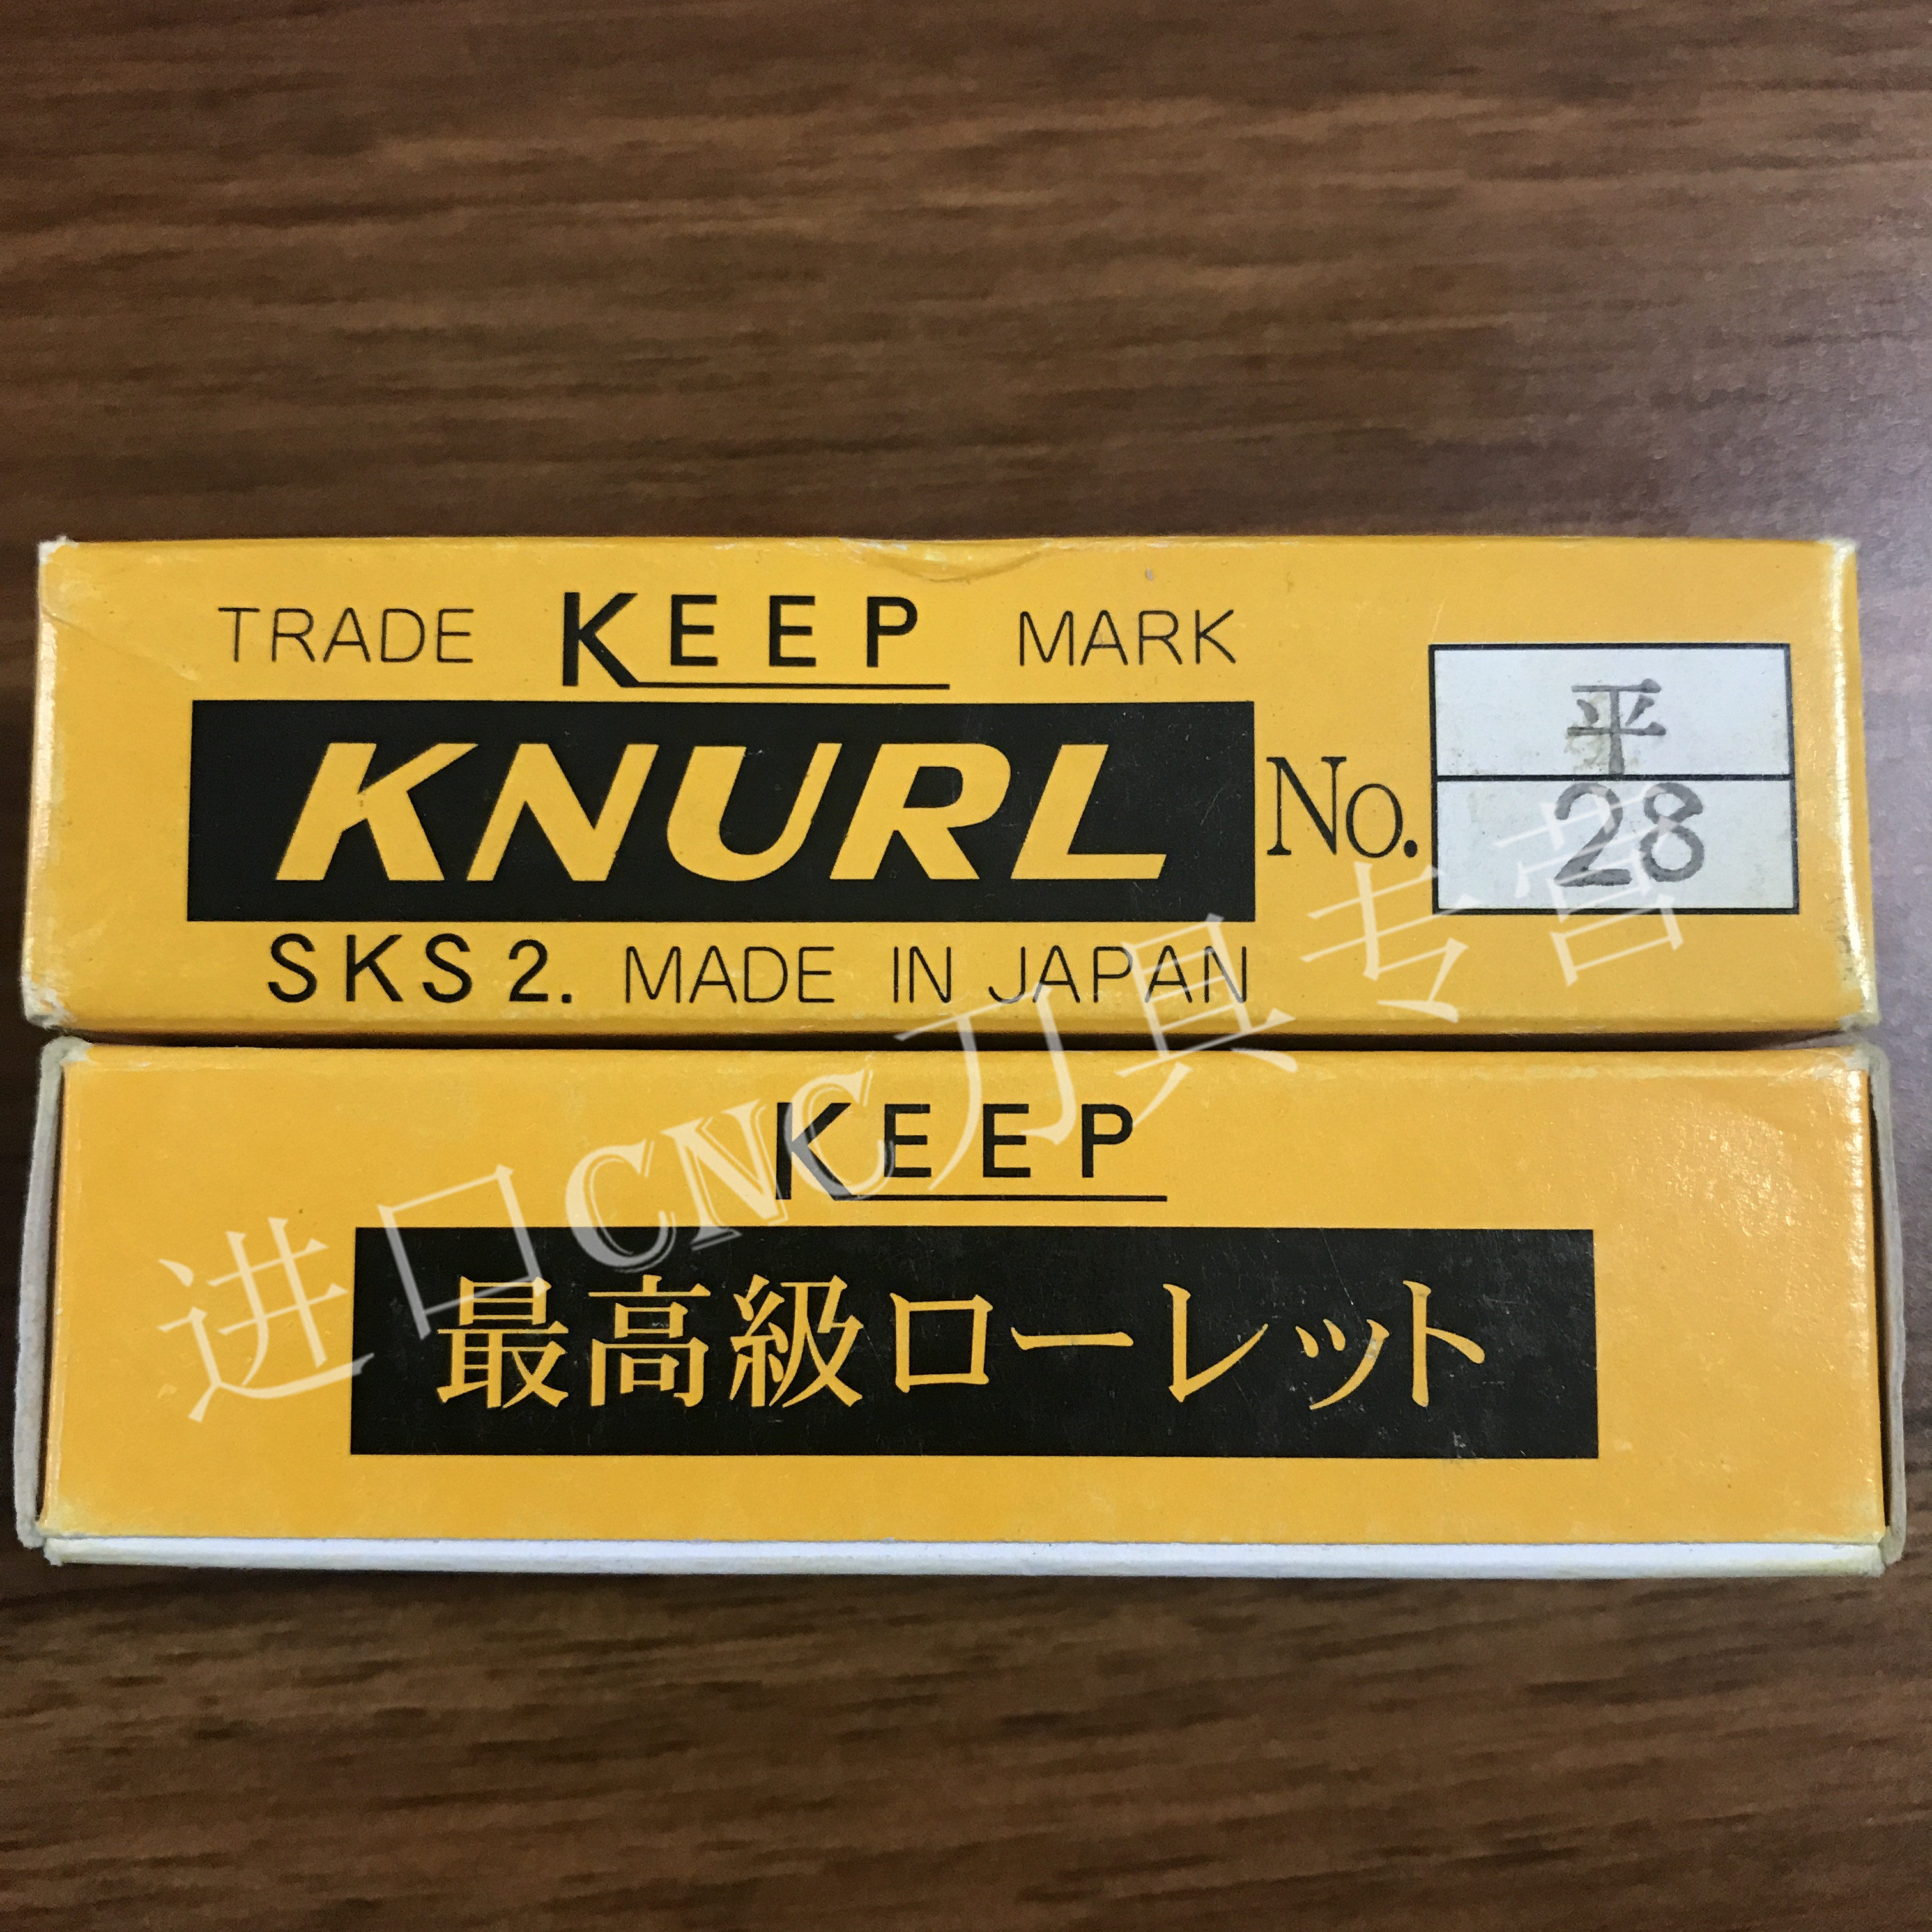 TRADE KEEP MARK
KNURL No.
平
28
SKS 2. MADE IN JAPAN
KEEP
最高級ローレット
进口CNC刀具专营